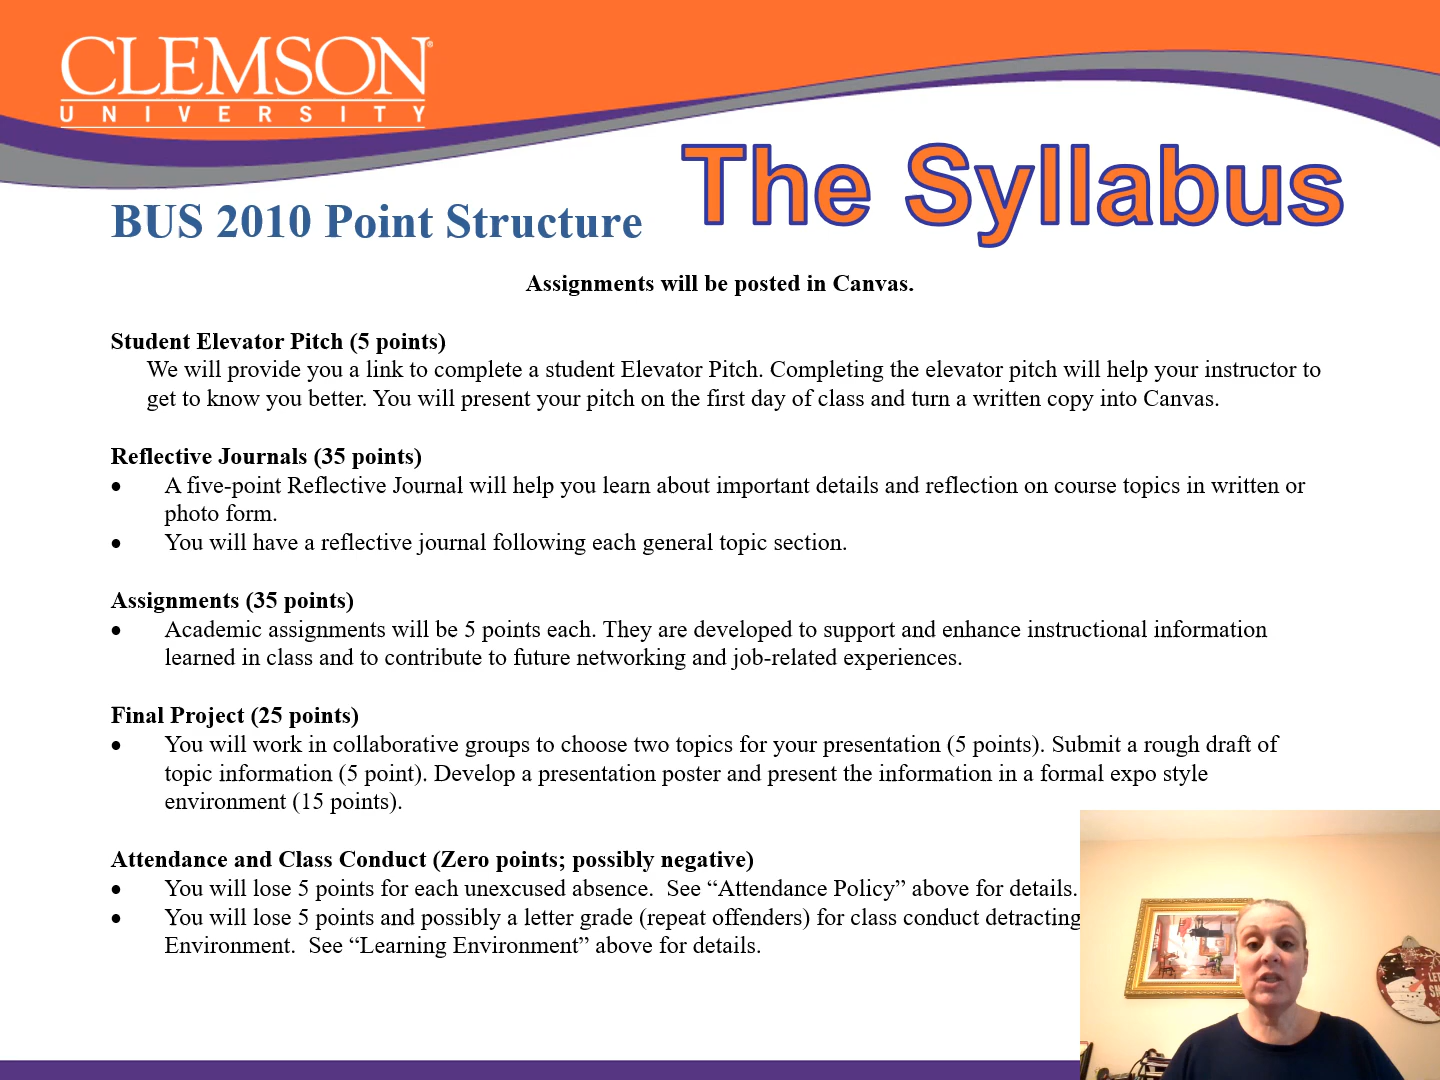 CLEMSON®
UNIVERSITY
The Syllabus
BUS 2010 Point Structure
Assignments will be posted in Canvas.
Student Elevator Pitch (5 points)
We will provide you a link to complete a student Elevator Pitch. Completing the elevator pitch will help your instructor to
get to know you better. You will present your pitch on the first day of class and turn a written copy into Canvas.
Reflective Journals (35 points)
• A five-point Reflective Journal will help you learn about important details and reflection on course topics in written or
photo form.
• You will have a reflective journal following each general topic section.
Assignments (35 points)
• Academic assignments will be 5 points each. They are developed to support and enhance instructional information
learned in class and to contribute to future networking and job-related experiences.
Final Project (25 points)
• You will work in collaborative groups to choose two topics for your presentation (5 points). Submit a rough draft of
topic information (5 point). Develop a presentation poster and present the information in a formal expo style
environment (15 points).
Attendance and Class Conduct (Zero points; possibly negative)
• You will lose 5 points for each unexcused absence.  See “Attendance Policy” above for details.
• You will lose 5 points and possibly a letter grade (repeat offenders) for class conduct detracting
Environment.  See “Learning Environment” above for details.